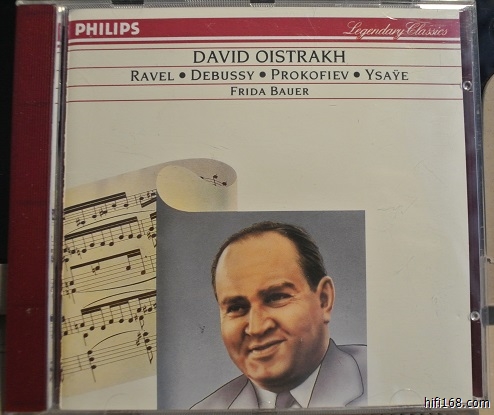 PHILIPS
Legendary Classics
DAVID OISTRAKH
RAVEL • DEBUSSY • PROKOFIEV • YSAŸE
FRIDA BAUER
hifi168.com